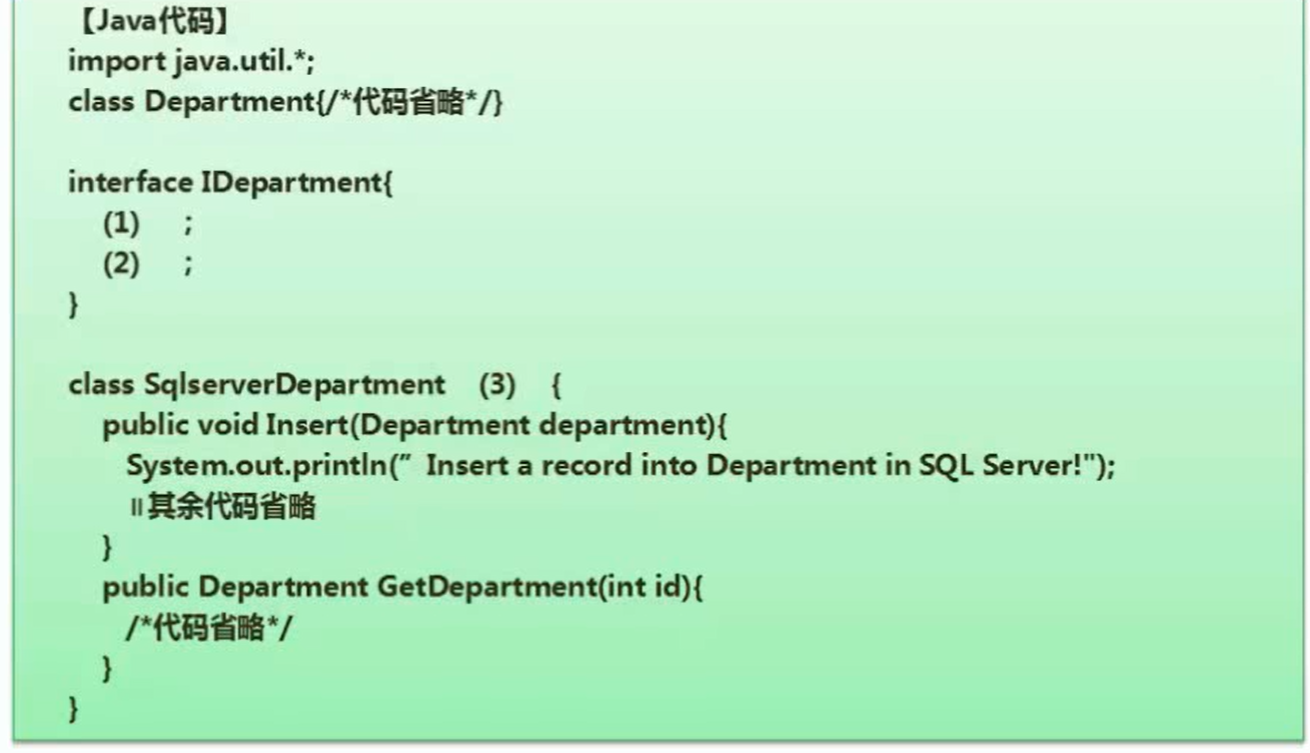 【Java代码】
import java.util.*;
class Department{/*代码省略*/}
interface IDepartment{
(1) ;
(2) ;
}
class SqlserverDepartment (3) {
public void Insert(Department department){
System.out.println(” Insert a record into Department in SQL Server!");
॥其余代码省略
}
public Department GetDepartment(int id){
/*代码省略*/
}
}